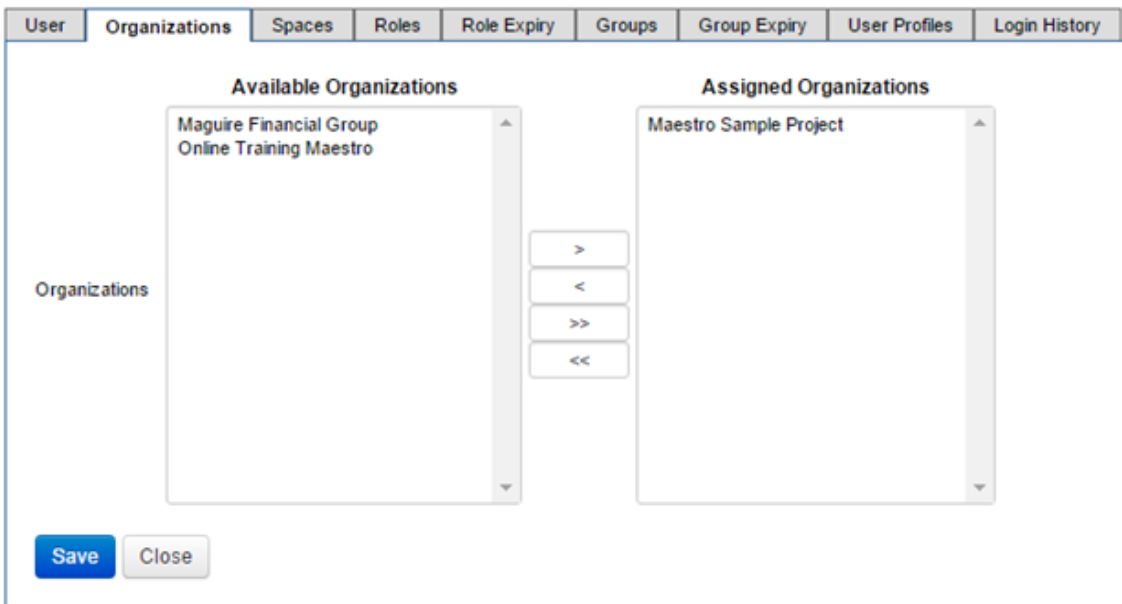 User Organizations Spaces Roles Role Expiry Groups Group Expiry User Profiles Login History
Available Organizations Assigned Organizations
Maguire Financial Group Maestro Sample Project
Online Training Maestro
>
Organizations <
>>
<<
Save Close